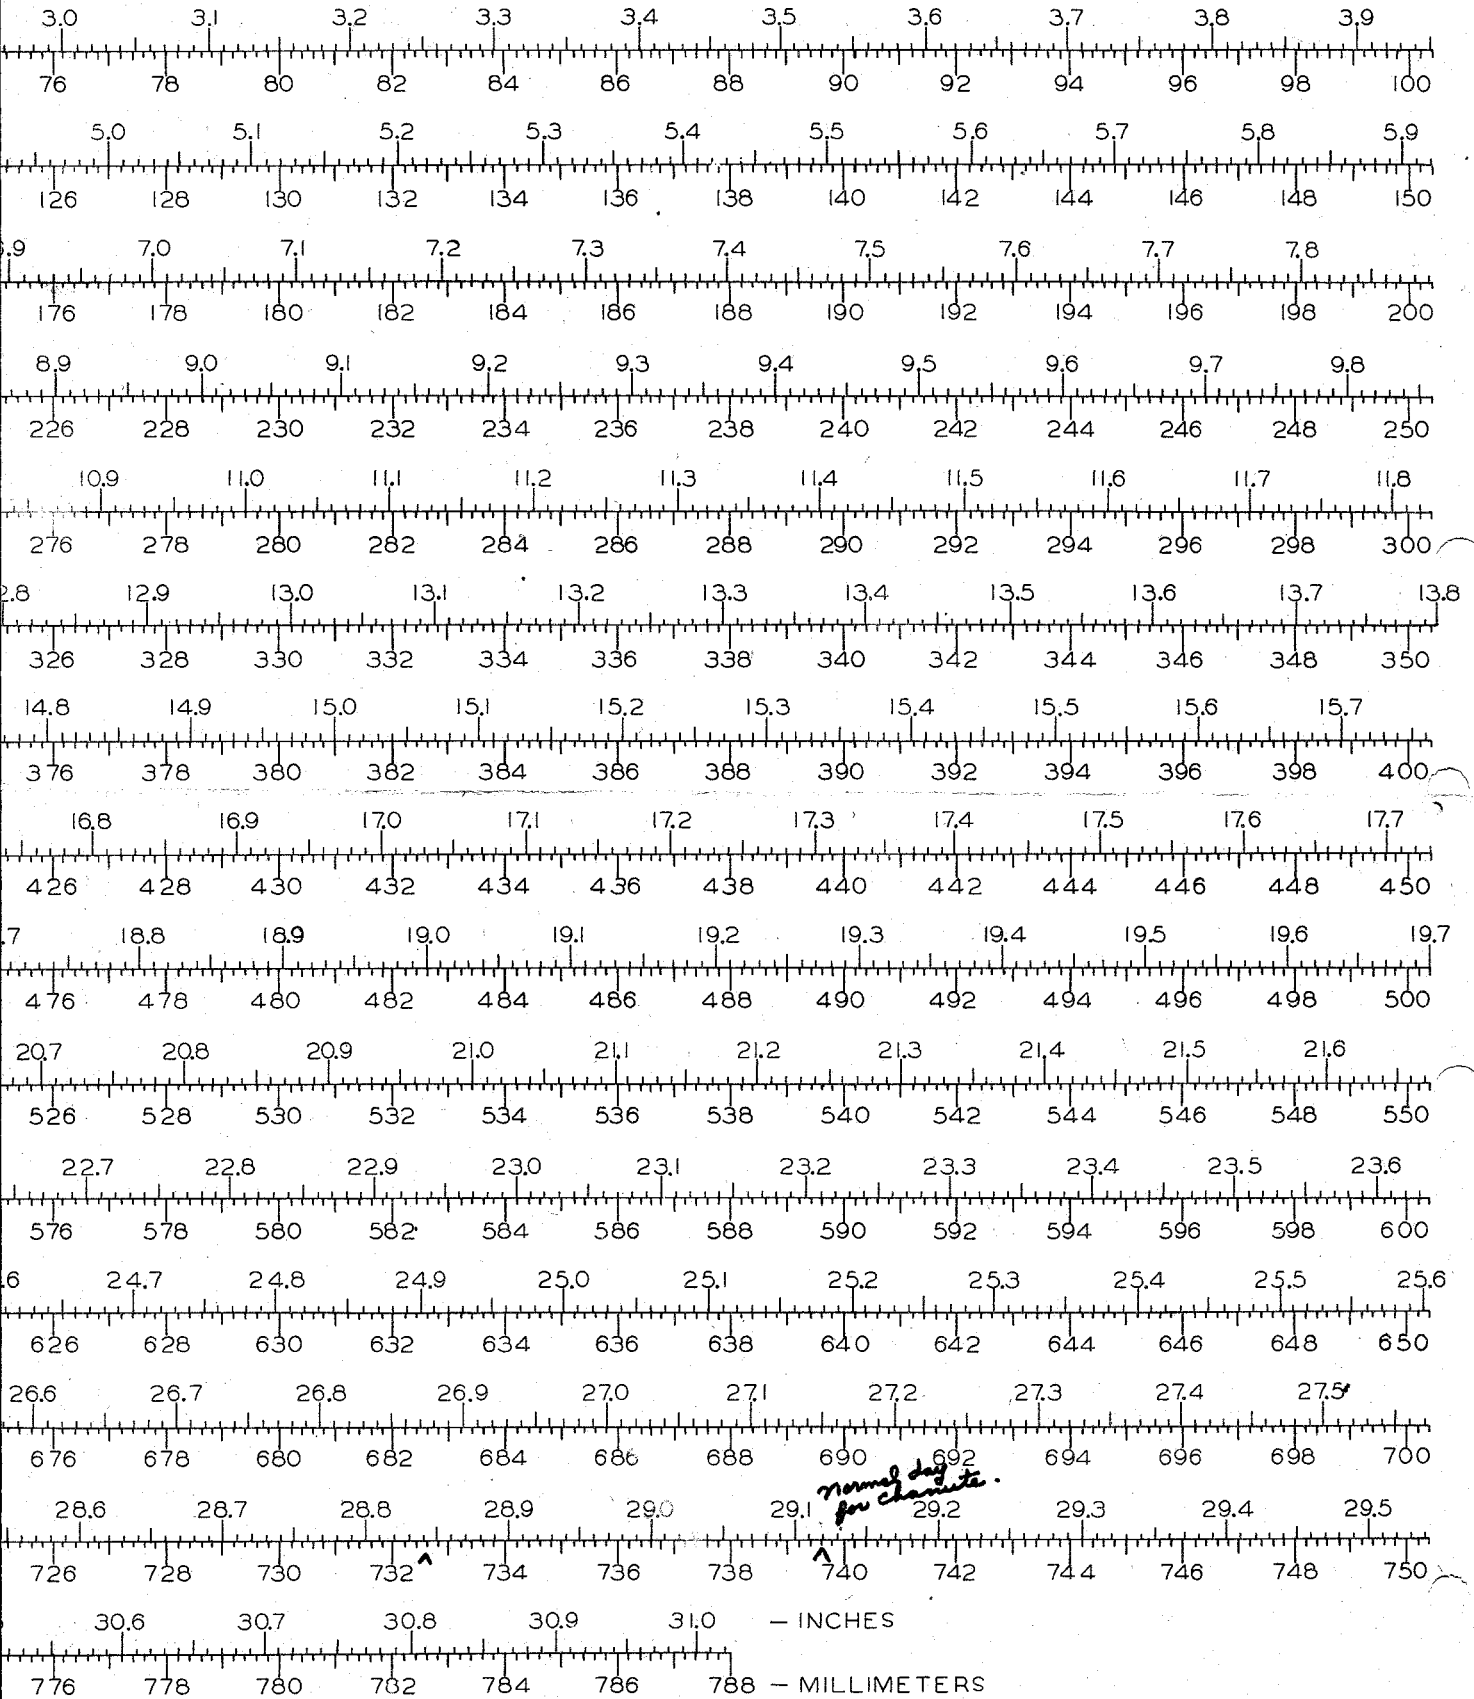 3.0 3.1 3.2 3.3 3.4 3.5 3.6 3.7 3.8 3.9
76 78 80 82 84 86 88 90 92 94 96 98 100
5.0 5.1 5.2 5.3 5.4 5.5 5.6 5.7 5.8 5.9
126 128 130 132 134 136 138 140 142 144 146 148 150
.9 7.0 7.1 7.2 7.3 7.4 7.5 7.6 7.7 7.8
176 178 180 182 184 186 188 190 192 194 196 198 200
8.9 9.0 9.1 9.2 9.3 9.4 9.5 9.6 9.7 9.8
226 228 230 232 234 236 238 240 242 244 246 248 250
10.9 11.0 11.1 11.2 11.3 11.4 11.5 11.6 11.7 11.8
276 278 280 282 284 286 288 290 292 294 296 298 300
2.8 12.9 13.0 13.1 13.2 13.3 13.4 13.5 13.6 13.7 13.8
326 328 330 332 334 336 338 340 342 344 346 348 350
14.8 14.9 15.0 15.1 15.2 15.3 15.4 15.5 15.6 15.7
376 378 380 382 384 386 388 390 392 394 396 398 400
16.8 16.9 17.0 17.1 17.2 17.3 17.4 17.5 17.6 17.7
426 428 430 432 434 436 438 440 442 444 446 448 450
.7 18.8 18.9 19.0 19.1 19.2 19.3 19.4 19.5 19.6 19.7
476 478 480 482 484 486 488 490 492 494 496 498 500
20.7 20.8 20.9 21.0 21.1 21.2 21.3 21.4 21.5 21.6
526 528 530 532 534 536 538 540 542 544 546 548 550
22.7 22.8 22.9 23.0 23.1 23.2 23.3 23.4 23.5 23.6
576 578 580 582 584 586 588 590 592 594 596 598 600
.6 24.7 24.8 24.9 25.0 25.1 25.2 25.3 25.4 25.5 25.6
626 628 630 632 634 636 638 640 642 644 646 648 650
26.6 26.7 26.8 26.9 27.0 27.1 27.2 27.3 27.4 27.5
676 678 680 682 684 686 688 690 692 694 696 698 700
normal day
for Chanute.
28.6 28.7 28.8 28.9 29.0 29.1 29.2 29.3 29.4 29.5
726 728 730 732 ^ 734 736 738 ^ 740 742 744 746 748 750
30.6 30.7 30.8 30.9 31.0 – INCHES
776 778 780 782 784 786 788 – MILLIMETERS